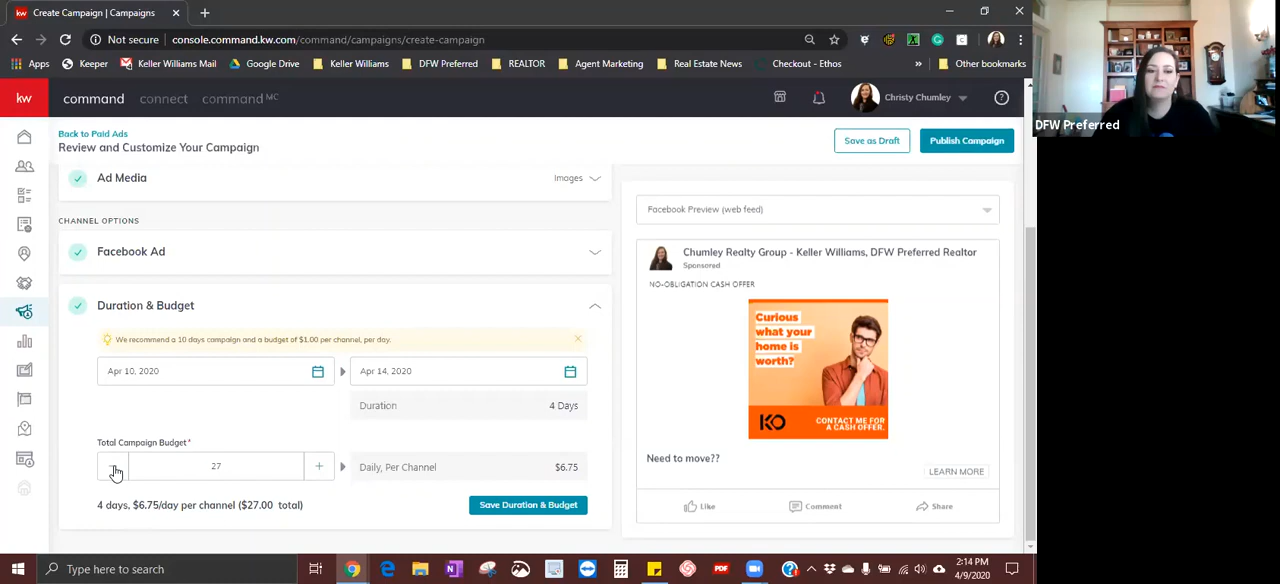 Create Campaign | Campaigns
Not secure | console.command.kw.com/command/campaigns/create-campaign
Apps Keeper Keller Williams Mail Google Drive Keller Williams DFW Preferred REALTOR Agent Marketing Real Estate News Checkout - Ethos » Other bookmarks
kw command connect command MC Christy Chumley
Back to Paid Ads
Review and Customize Your Campaign
Save as Draft
Publish Campaign
Ad Media
Images
CHANNEL OPTIONS
Facebook Ad
Duration & Budget
We recommend a 10 days campaign and a budget of $1.00 per channel, per day.
Apr 10, 2020
Apr 14, 2020
Duration
4 Days
Total Campaign Budget*
27
+
Daily, Per Channel
$6.75
4 days, $6.75/day per channel ($27.00 total)
Save Duration & Budget
Facebook Preview (web feed)
Chumley Realty Group - Keller Williams, DFW Preferred Realtor
Sponsored
NO-OBLIGATION CASH OFFER
Curious
what your
home is
worth?
KO
CONTACT ME FOR
A CASH OFFER.
Need to move??
LEARN MORE
Like
Comment
Share
DFW Preferred
Type here to search
PDF
2:14 PM
4/9/2020